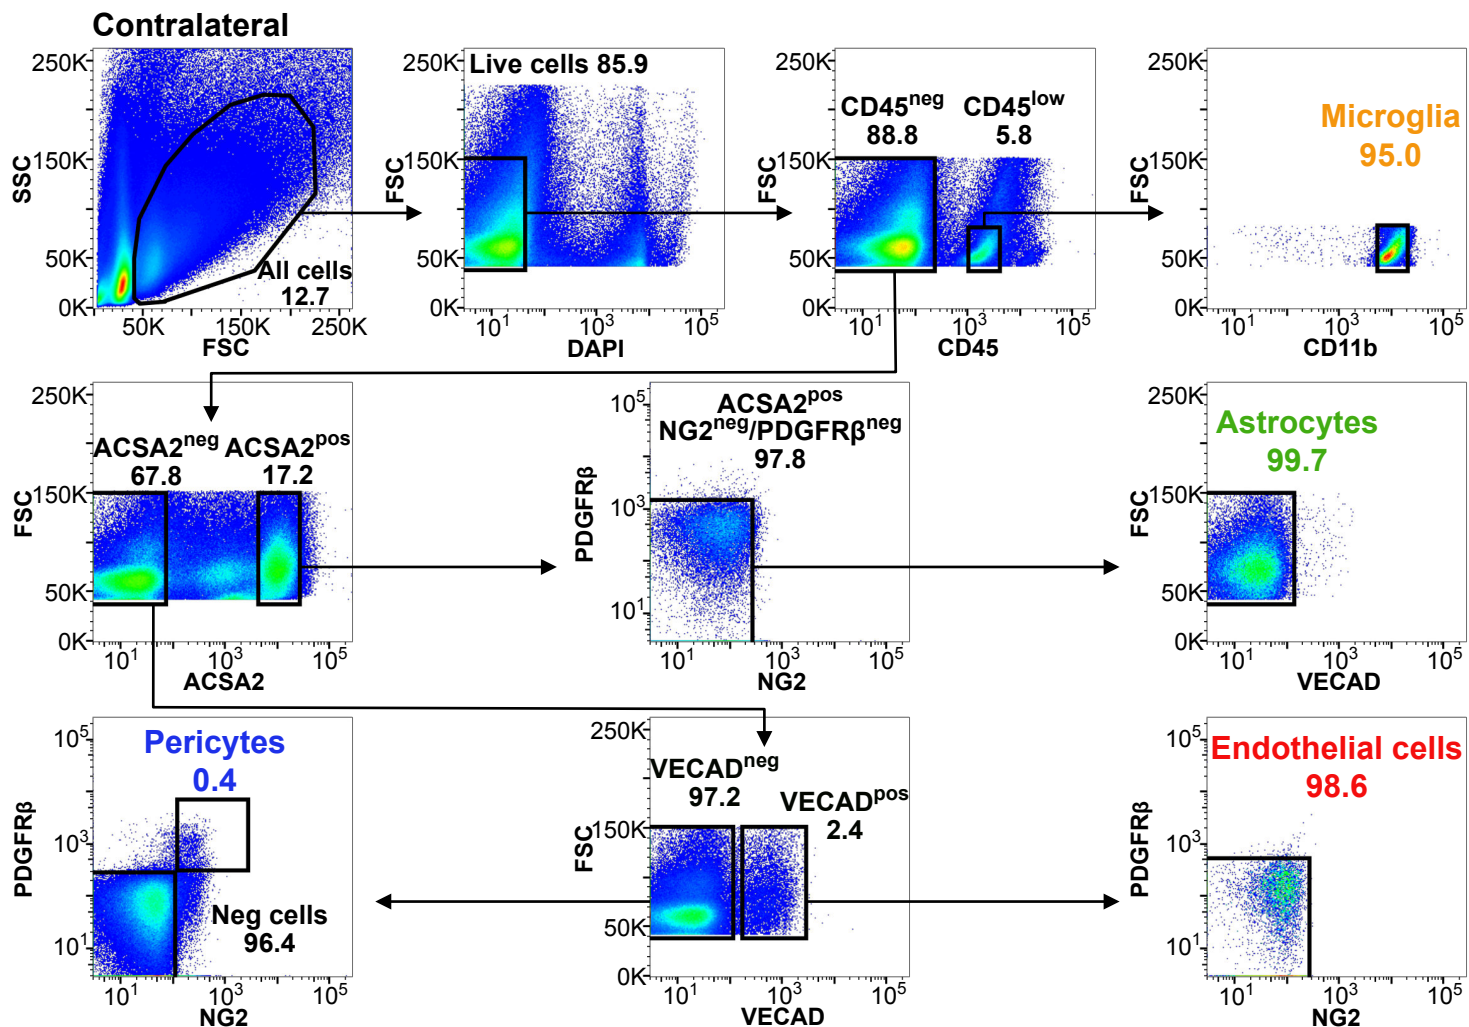 Contralateral
250K
150K
50K
0K
SSC
50K
150K
250K
FSC
All cells
12.7
Live cells 85.9
250K
150K
50K
0K
FSC
10^1
10^3
10^5
DAPI
CD45^neg
88.8
CD45^low
5.8
250K
150K
50K
0K
FSC
10^1
10^3
10^5
CD45
Microglia
95.0
250K
150K
50K
0K
FSC
10^1
10^3
10^5
CD11b
ACSA2^neg
67.8
ACSA2^pos
17.2
250K
150K
50K
0K
FSC
10^1
10^3
10^5
ACSA2
ACSA2^pos
NG2^neg/PDGFRβ^neg
97.8
10^5
10^3
10^1
PDGFRβ
10^1
10^3
10^5
NG2
Astrocytes
99.7
250K
150K
50K
0K
FSC
10^1
10^3
10^5
VECAD
Pericytes
0.4
Neg cells
96.4
10^5
10^3
10^1
PDGFRβ
10^1
10^3
10^5
NG2
VECAD^neg
97.2
VECAD^pos
2.4
250K
150K
50K
0K
FSC
10^1
10^3
10^5
VECAD
Endothelial cells
98.6
10^5
10^3
10^1
PDGFRβ
10^1
10^3
10^5
NG2